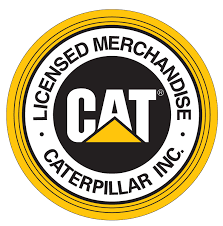 · LICENSED MERCHANDISE ·
CAT®
CATERPILLAR INC.